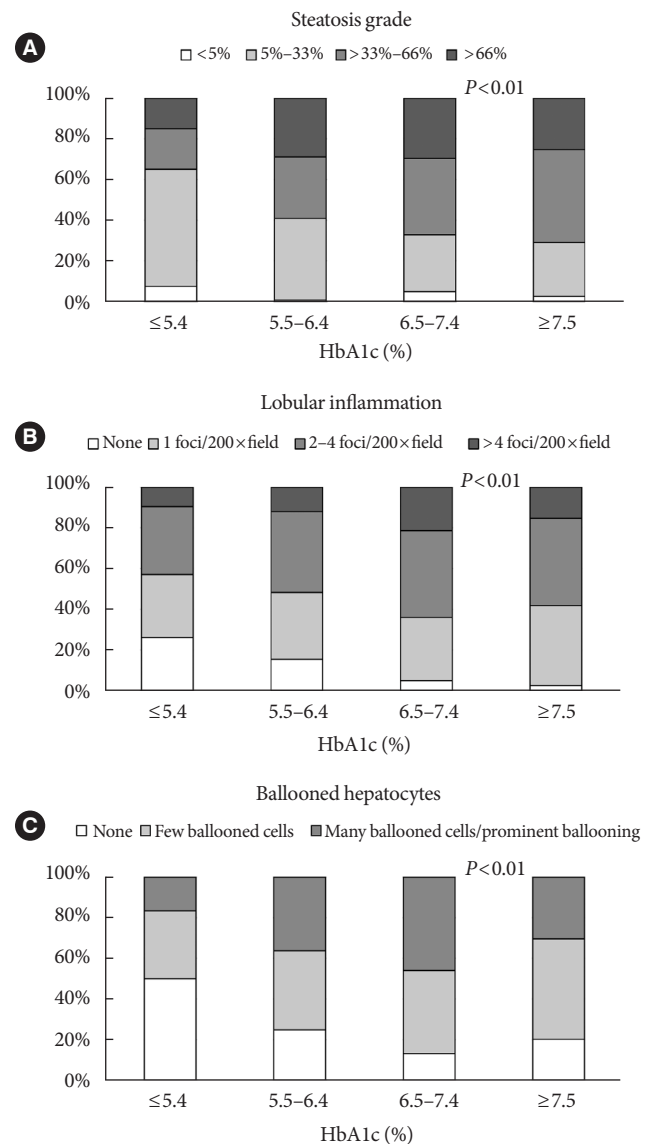 Steatosis grade
A
<5% 5%–33% >33%–66% >66%
P<0.01
100%
80%
60%
40%
20%
0%
≤5.4 5.5–6.4 6.5–7.4 ≥7.5
HbA1c (%)
Lobular inflammation
B
None 1 foci/200×field 2–4 foci/200×field >4 foci/200×field
P<0.01
100%
80%
60%
40%
20%
0%
≤5.4 5.5–6.4 6.5–7.4 ≥7.5
HbA1c (%)
Ballooned hepatocytes
C
None Few ballooned cells Many ballooned cells/prominent ballooning
P<0.01
100%
80%
60%
40%
20%
0%
≤5.4 5.5–6.4 6.5–7.4 ≥7.5
HbA1c (%)